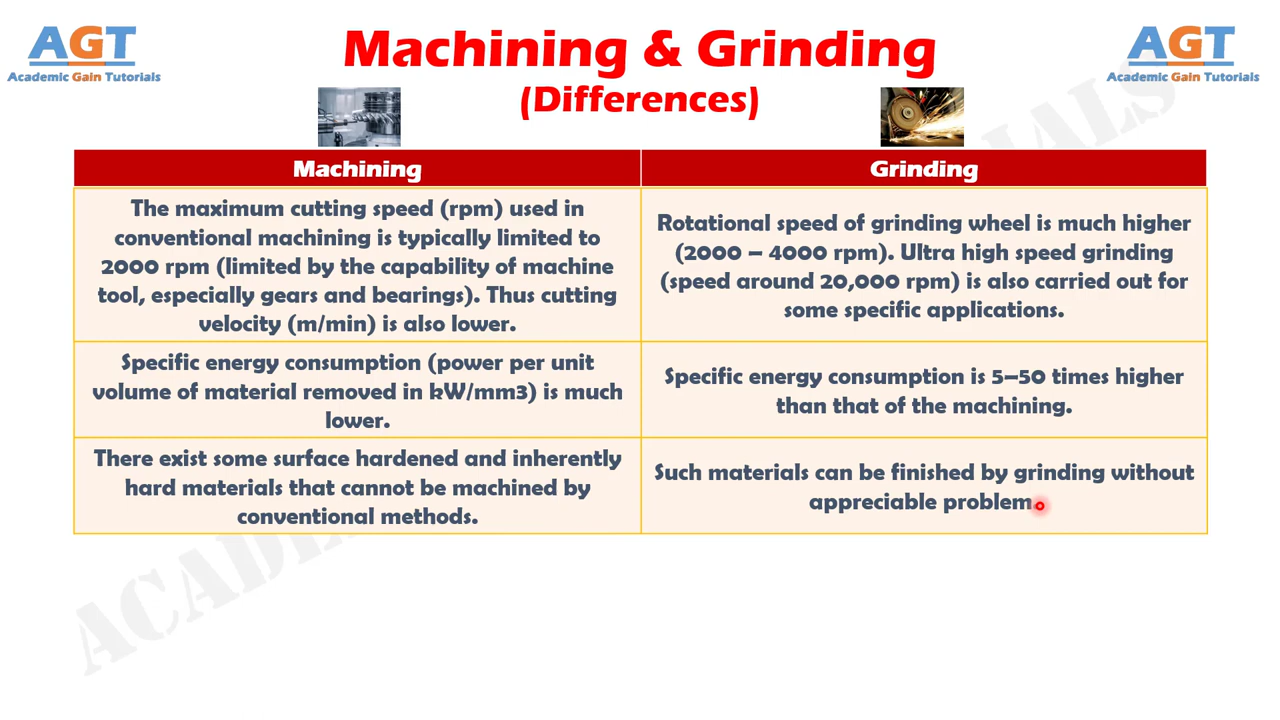 AGT
Academic Gain Tutorials
Machining & Grinding
(Differences)
AGT
Academic Gain Tutorials
Machining
Grinding
The maximum cutting speed (rpm) used in
conventional machining is typically limited to
2000 rpm (limited by the capability of machine
tool, especially gears and bearings). Thus cutting
velocity (m/min) is also lower.
Rotational speed of grinding wheel is much higher
(2000 – 4000 rpm). Ultra high speed grinding
(speed around 20,000 rpm) is also carried out for
some specific applications.
Specific energy consumption (power per unit
volume of material removed in kW/mm3) is much
lower.
Specific energy consumption is 5–50 times higher
than that of the machining.
There exist some surface hardened and inherently
hard materials that cannot be machined by
conventional methods.
Such materials can be finished by grinding without
appreciable problem.